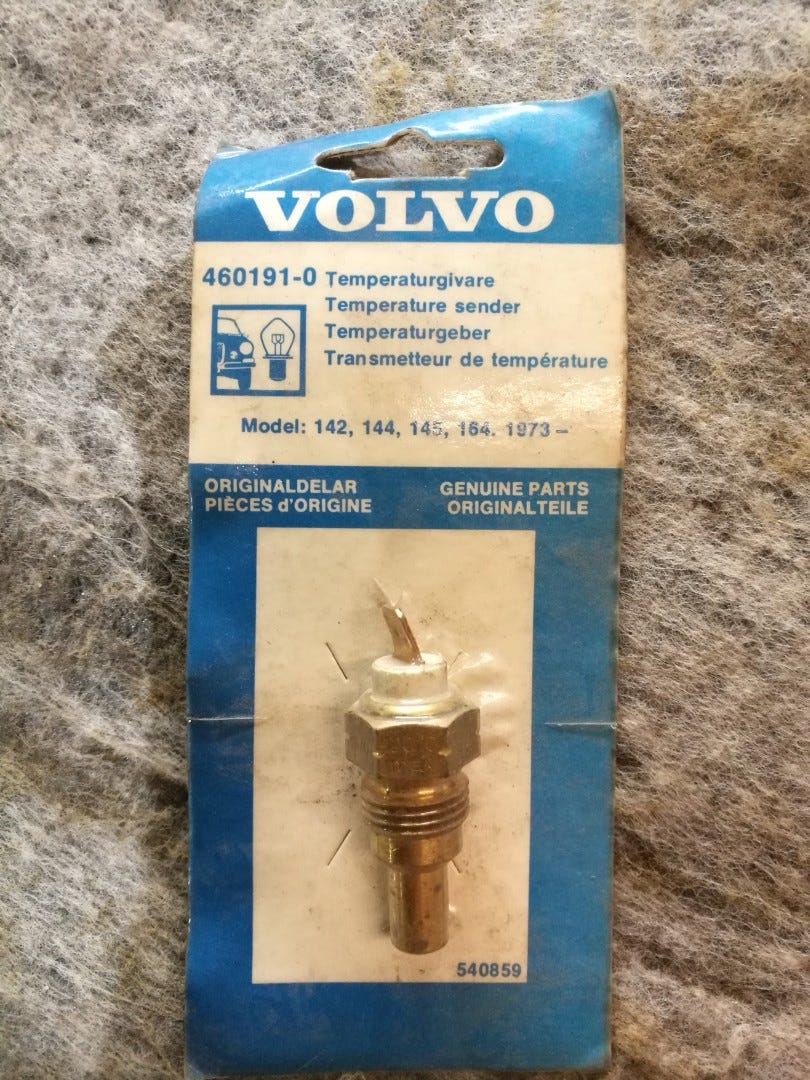 VOLVO
460191-0 Temperaturgivare
Temperature sender
Temperaturgeber
Transmetteur de température
Model: 142, 144, 145, 164. 1973 –
ORIGINALDELAR
PIÈCES d'ORIGINE
GENUINE PARTS
ORIGINALTEILE
540859